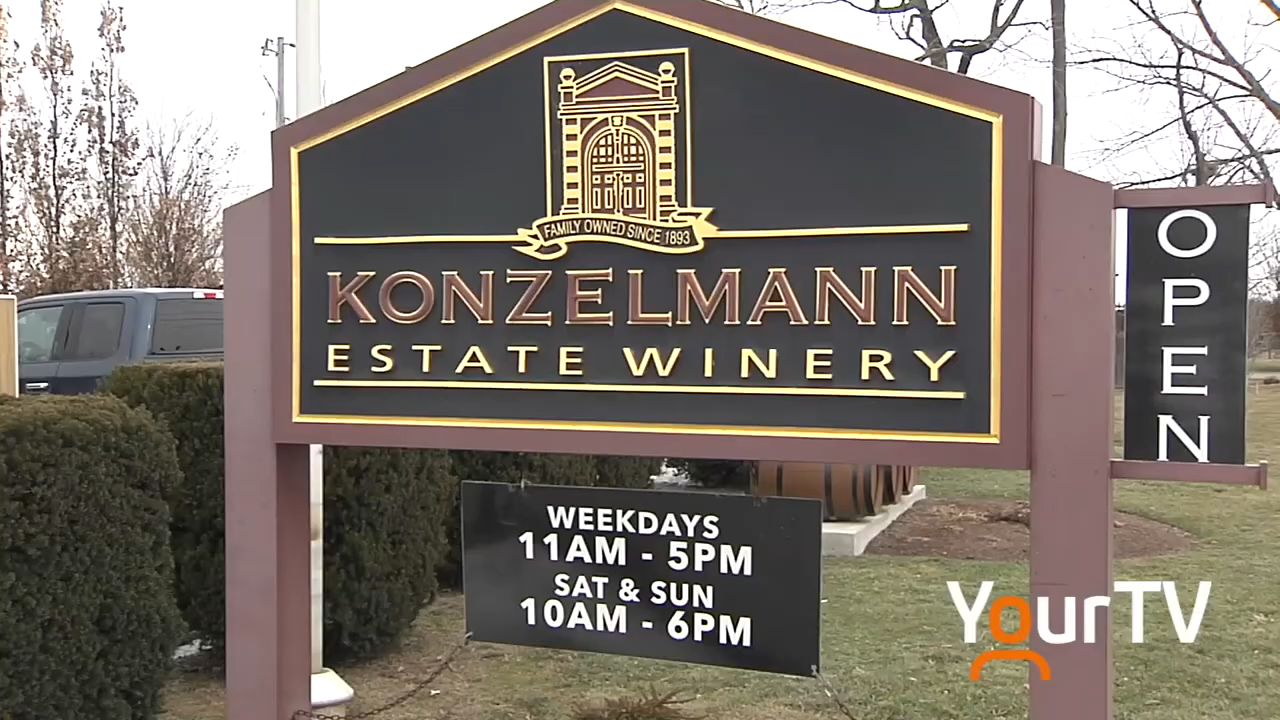 FAMILY OWNED SINCE 1893
KONZELMANN
ESTATE WINERY
OPEN
WEEKDAYS
11AM - 5PM
SAT & SUN
10AM - 6PM
YourTV